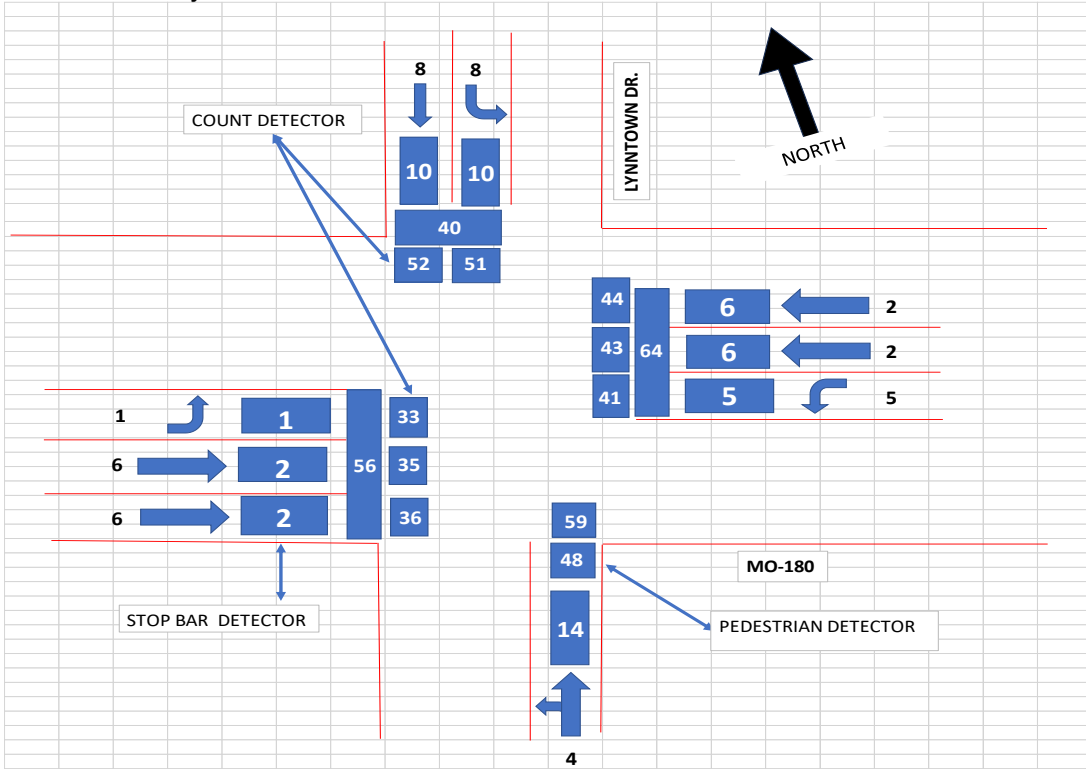 8 8
COUNT DETECTOR
LYNNTOWN DR.
NORTH
10 10
40
52 51
44 6 2
43 64 6 2
41 5 5
1 1 33
6 2 56 35
6 2 36
59
48
MO-180
STOP BAR DETECTOR
14
PEDESTRIAN DETECTOR
4